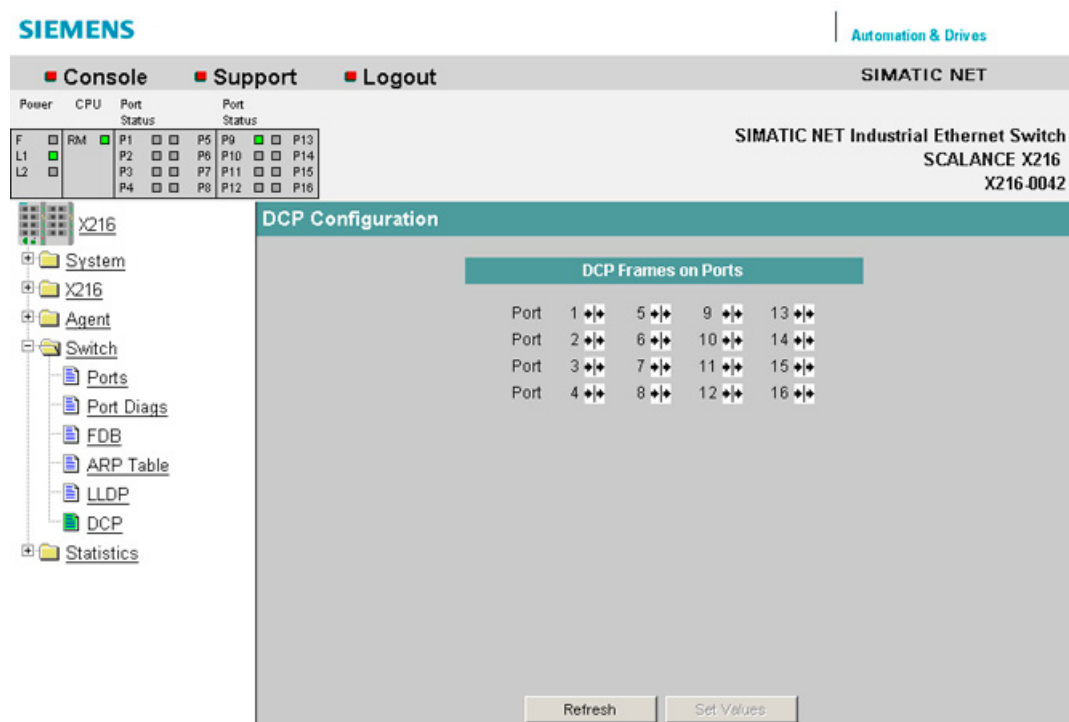 SIEMENS
Automation & Drives
Console Support Logout
SIMATIC NET
Power CPU Port Status Port Status
F RM P1 P5 P9 P13
L1 P2 P6 P10 P14
L2 P3 P7 P11 P15
P4 P8 P12 P16
SIMATIC NET Industrial Ethernet Switch
SCALANCE X216
X216-0042
X216
System
X216
Agent
Switch
Ports
Port Diags
FDB
ARP Table
LLDP
DCP
Statistics
DCP Configuration
DCP Frames on Ports
Port 1 5 9 13
Port 2 6 10 14
Port 3 7 11 15
Port 4 8 12 16
Refresh Set Values